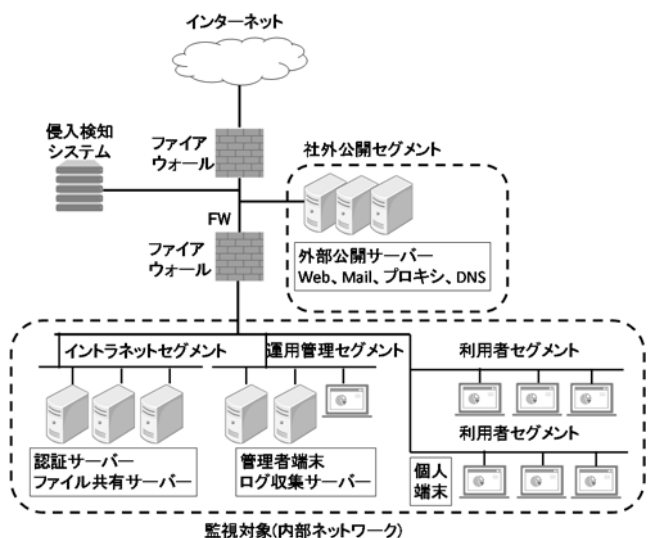 インターネット
侵入検知
システム
ファイア
ウォール
社外公開セグメント
FW
ファイア
ウォール
外部公開サーバー
Web、Mail、プロキシ、DNS
イントラネットセグメント
運用管理セグメント
利用者セグメント
利用者セグメント
認証サーバー
ファイル共有サーバー
管理者端末
ログ収集サーバー
個人
端末
監視対象(内部ネットワーク)